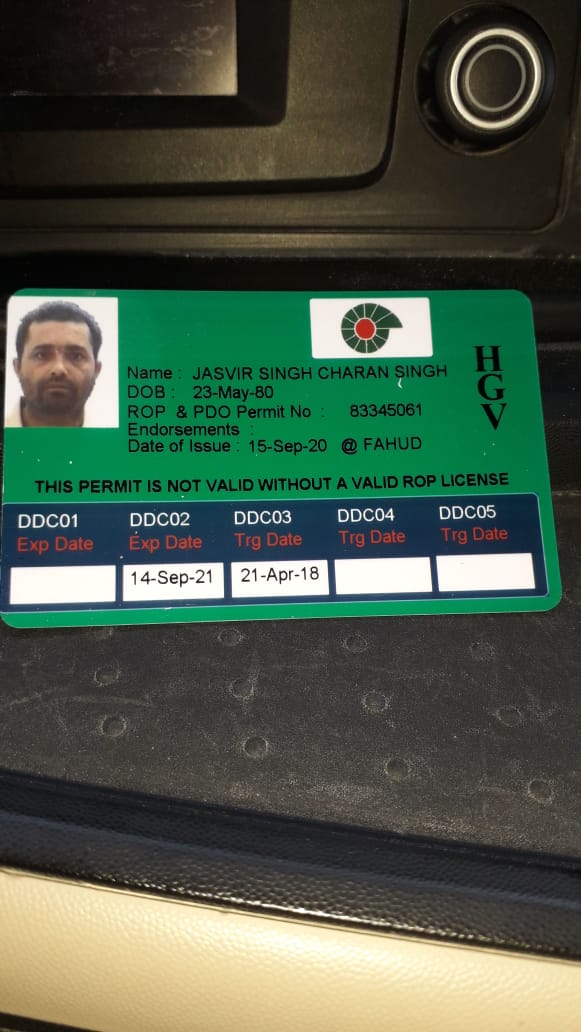 Name : JASVIR SINGH CHARAN SINGH
DOB : 23-May-80
ROP & PDO Permit No : 83345061
Endorsements :
Date of Issue : 15-Sep-20 @ FAHUD
HGV
THIS PERMIT IS NOT VALID WITHOUT A VALID ROP LICENSE
DDC01 DDC02 DDC03 DDC04 DDC05
Exp Date Exp Date Trg Date Trg Date Trg Date
14-Sep-21 21-Apr-18